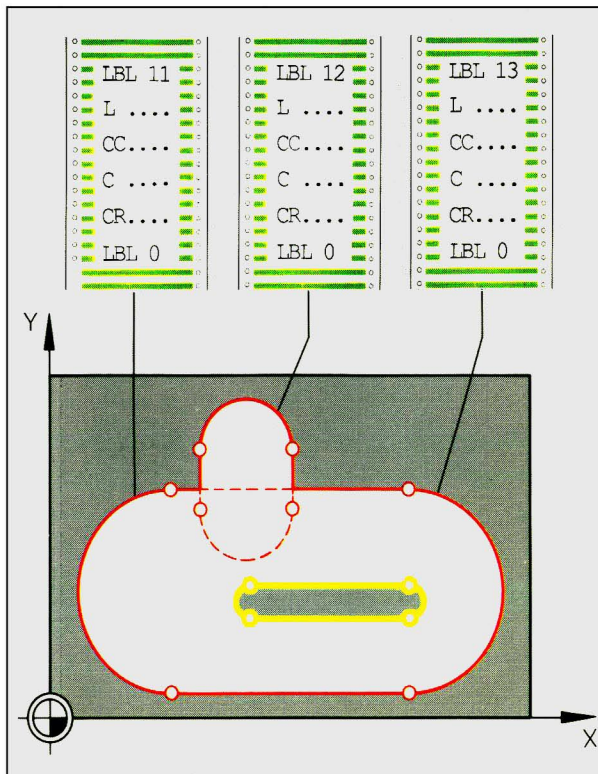 LBL 11
L ....
CC....
C ....
CR....
LBL 0
LBL 12
L ....
CC....
C ....
CR....
LBL 0
LBL 13
L ....
CC....
C ....
CR....
LBL 0
Y
X